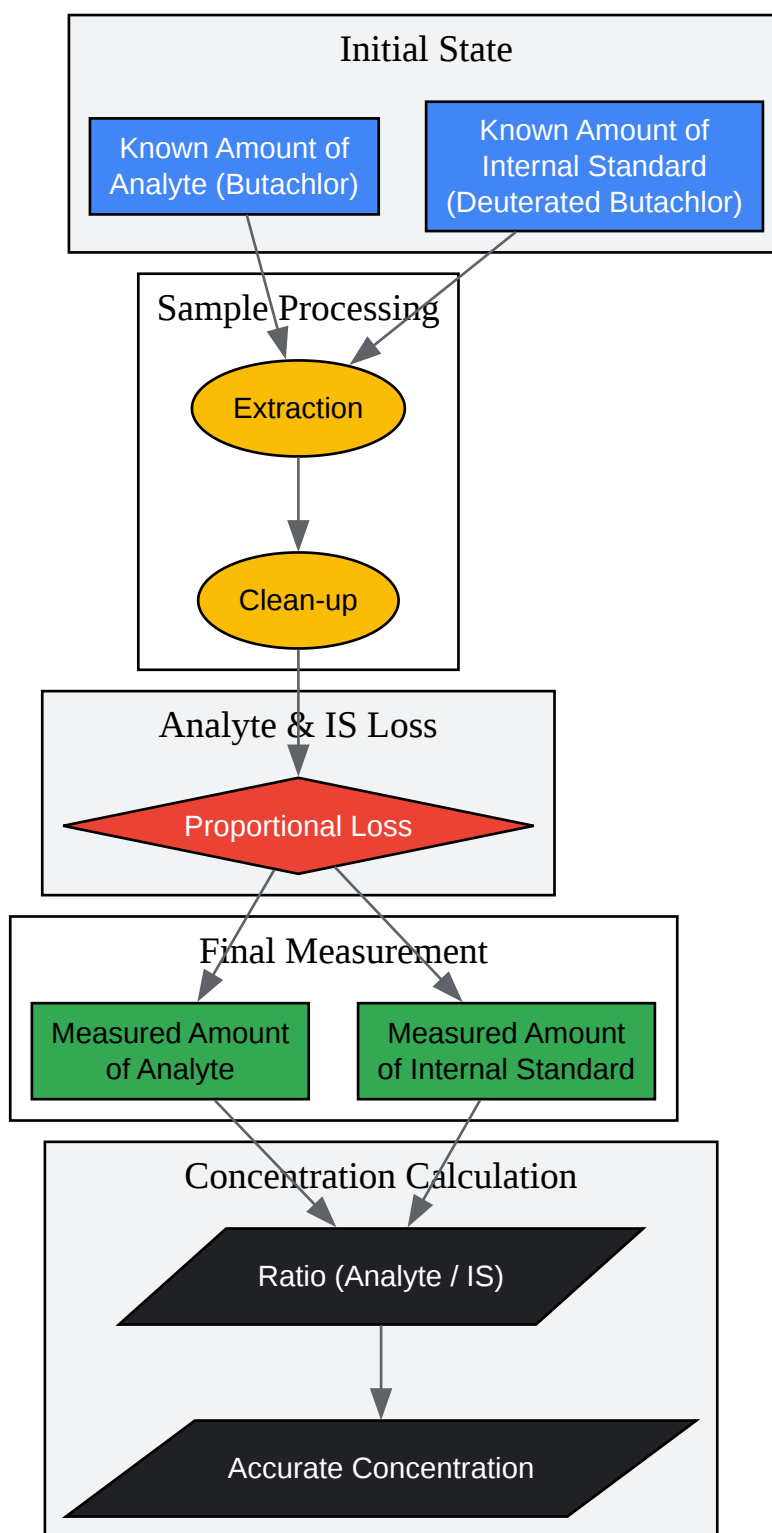 Initial State
Known Amount of
Analyte (Butachlor)
Known Amount of
Internal Standard
(Deuterated Butachlor)
Sample Processing
Extraction
Clean-up
Analyte & IS Loss
Proportional Loss
Final Measurement
Measured Amount
of Analyte
Measured Amount
of Internal Standard
Concentration Calculation
Ratio (Analyte / IS)
Accurate Concentration